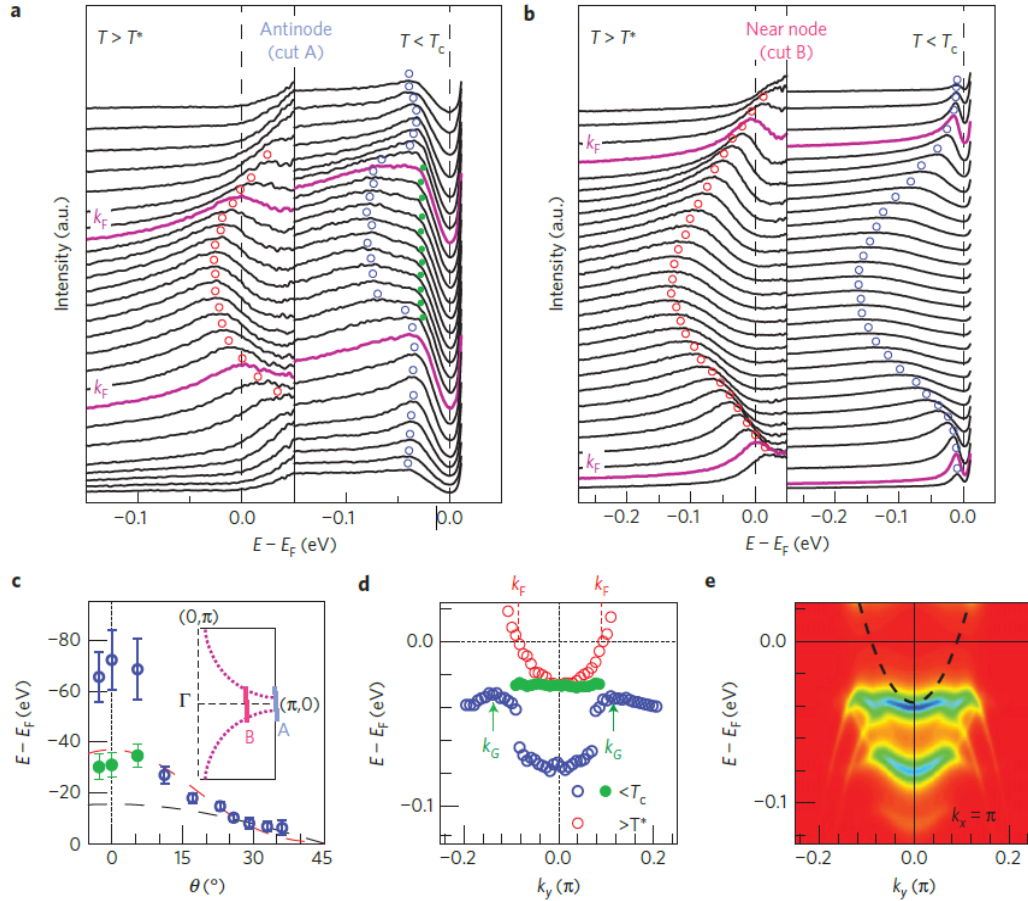 a
T > T*
Antinode
(cut A)
T < Tc
kF
kF
Intensity (a.u.)
−0.1 0.0 −0.1 0.0
E − EF (eV)
b
T > T*
Near node
(cut B)
T < Tc
kF
kF
Intensity (a.u.)
−0.2 −0.1 0.0 −0.2 −0.1 0.0
E − EF (eV)
c
−80
−60
−40
−20
0
E − EF (eV)
(0,π)
Γ
(π,0)
B
A
0 15 30 45
θ (°)
d
kF kF
0.0
−0.1
E − EF (eV)
kG kG
<Tc
>T*
−0.2 0.0 0.2
ky (π)
e
0.0
−0.1
E − EF (eV)
kx = π
−0.2 0.0 0.2
ky (π)